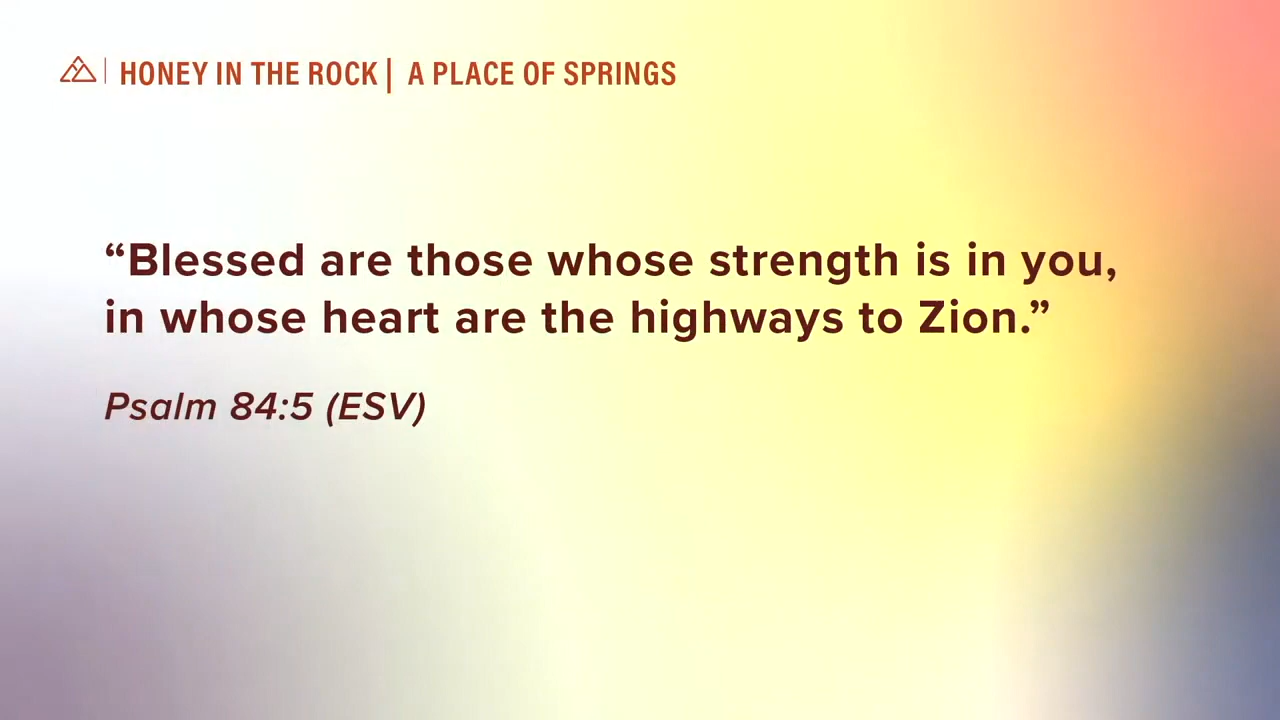 HONEY IN THE ROCK | A PLACE OF SPRINGS
“Blessed are those whose strength is in you,
in whose heart are the highways to Zion.”
Psalm 84:5 (ESV)